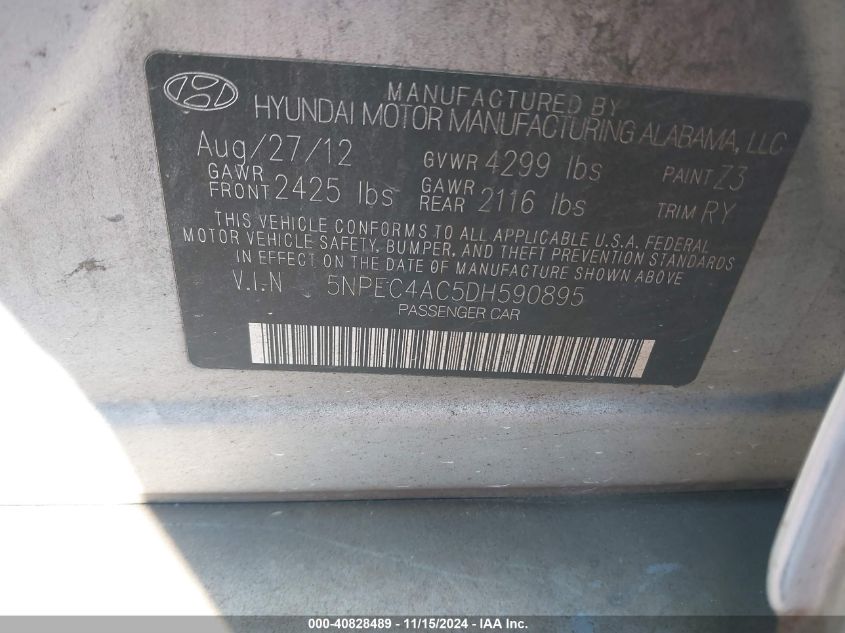 MANUFACTURED BY
HYUNDAI MOTOR MANUFACTURING ALABAMA, LLC
Aug/27/12 GVWR 4299 lbs PAINT Z3
GAWR FRONT 2425 lbs GAWR REAR 2116 lbs TRIM RY
THIS VEHICLE CONFORMS TO ALL APPLICABLE U.S.A. FEDERAL
MOTOR VEHICLE SAFETY, BUMPER, AND THEFT PREVENTION STANDARDS
IN EFFECT ON THE DATE OF MANUFACTURE SHOWN ABOVE
V.I.N 5NPEC4AC5DH590895
PASSENGER CAR
000-40828489 - 11/15/2024 - IAA Inc.